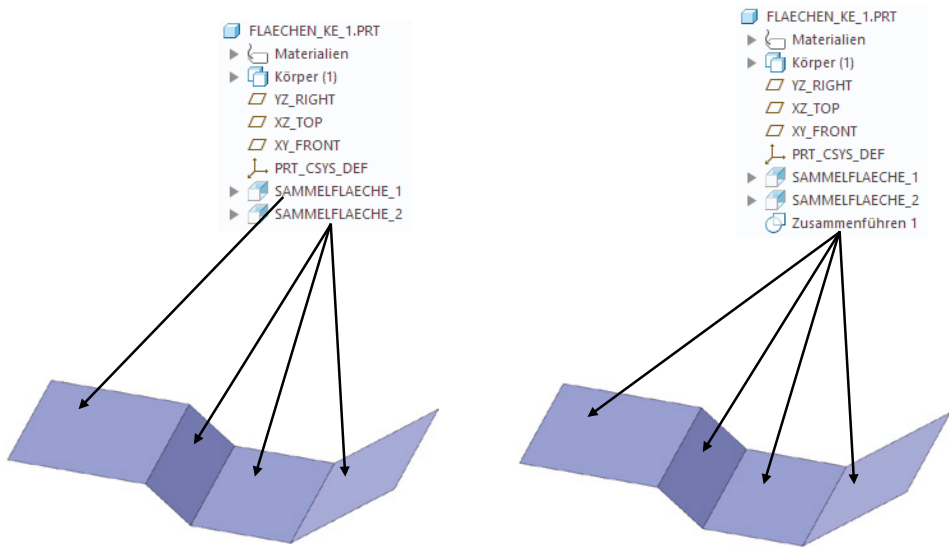 FLAECHEN_KE_1.PRT
Materialien
Körper (1)
YZ_RIGHT
XZ_TOP
XY_FRONT
PRT_CSYS_DEF
SAMMELFLAECHE_1
SAMMELFLAECHE_2
FLAECHEN_KE_1.PRT
Materialien
Körper (1)
YZ_RIGHT
XZ_TOP
XY_FRONT
PRT_CSYS_DEF
SAMMELFLAECHE_1
SAMMELFLAECHE_2
Zusammenführen 1